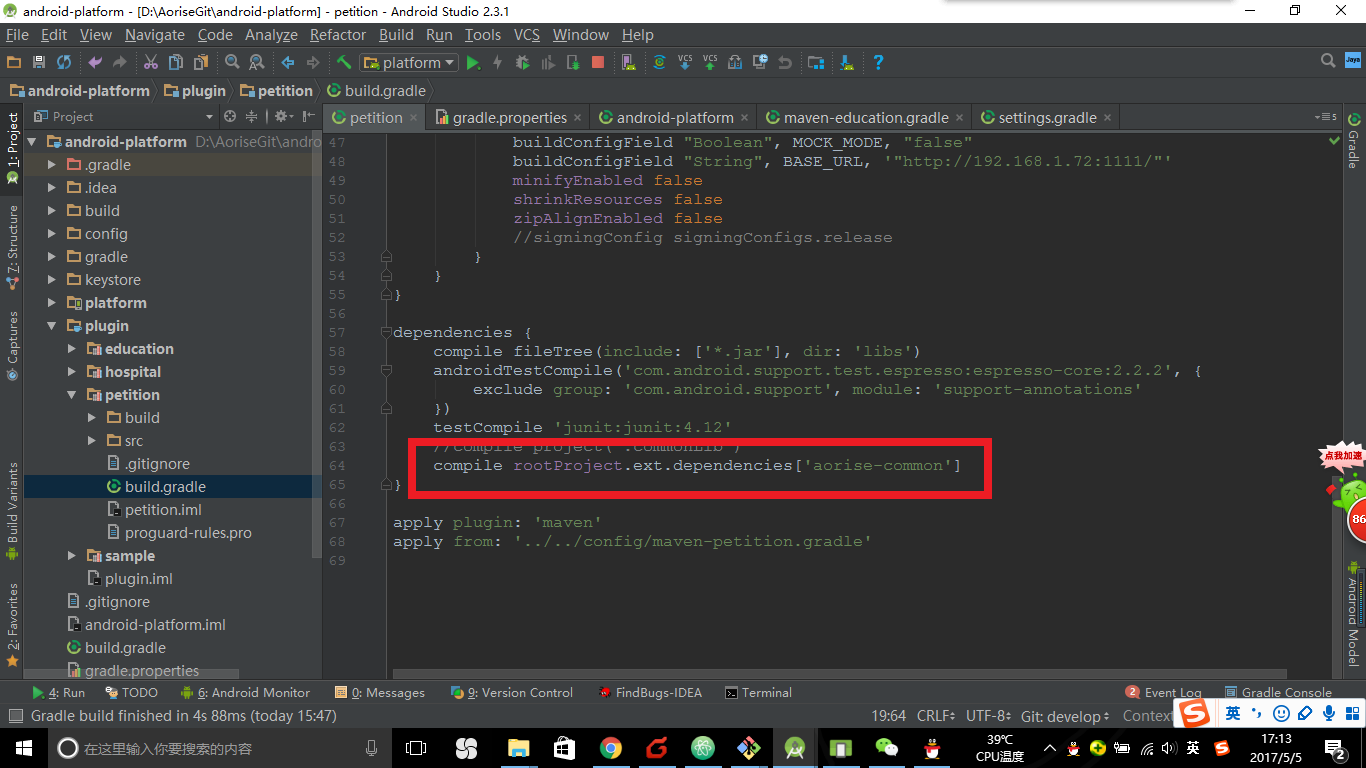 android-platform - [D:\AoriseGit\android-platform] - petition - Android Studio 2.3.1
File Edit View Navigate Code Analyze Refactor Build Run Tools VCS Window Help
platform
VCS VCS
Jaya
android-platform plugin petition build.gradle
Project
petition gradle.properties android-platform maven-education.gradle settings.gradle
5
1: Project
7: Structure
Captures
Build Variants
2: Favorites
android-platform D:\AoriseGit\andro
.gradle
.idea
build
config
gradle
keystore
platform
plugin
education
hospital
petition
build
src
.gitignore
build.gradle
petition.iml
proguard-rules.pro
sample
plugin.iml
.gitignore
android-platform.iml
build.gradle
gradle.properties
47 buildConfigField "Boolean", MOCK_MODE, "false"
48 buildConfigField "String", BASE_URL, '"http://192.168.1.72:1111/"'
49 minifyEnabled false
50 shrinkResources false
51 zipAlignEnabled false
52 //signingConfig signingConfigs.release
53 }
54 }
55 }
56
57 dependencies {
58 compile fileTree(include: ['*.jar'], dir: 'libs')
59 androidTestCompile('com.android.support.test.espresso:espresso-core:2.2.2', {
60 exclude group: 'com.android.support', module: 'support-annotations'
61 })
62 testCompile 'junit:junit:4.12'
63 //compile project(':commonLib')
64 compile rootProject.ext.dependencies['aorise-common']
65 }
66
67 apply plugin: 'maven'
68 apply from: '../../config/maven-petition.gradle'
69
Gradle
点我加速
86
Android Model
4: Run TODO 6: Android Monitor 0: Messages 9: Version Control FindBugs-IDEA Terminal 2 Event Log Gradle Console
Gradle build finished in 4s 88ms (today 15:47) 19:64 CRLF UTF-8 Git: develop Context
英
在这里输入你要搜索的内容
39℃
CPU温度
英
17:13
2017/5/5
2